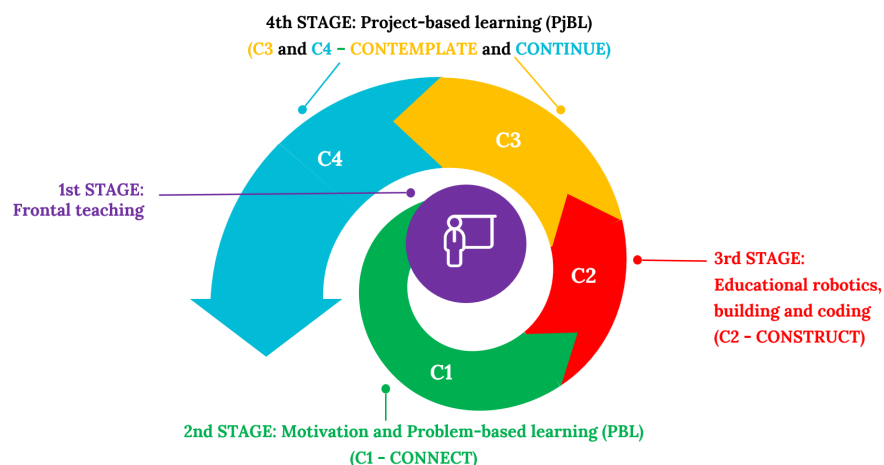 4th STAGE: Project-based learning (PjBL)
(C3 and C4 – CONTEMPLATE and CONTINUE)
C3
C4
1st STAGE:
Frontal teaching
C2
3rd STAGE:
Educational robotics,
building and coding
(C2 - CONSTRUCT)
C1
2nd STAGE: Motivation and Problem-based learning (PBL)
(C1 - CONNECT)